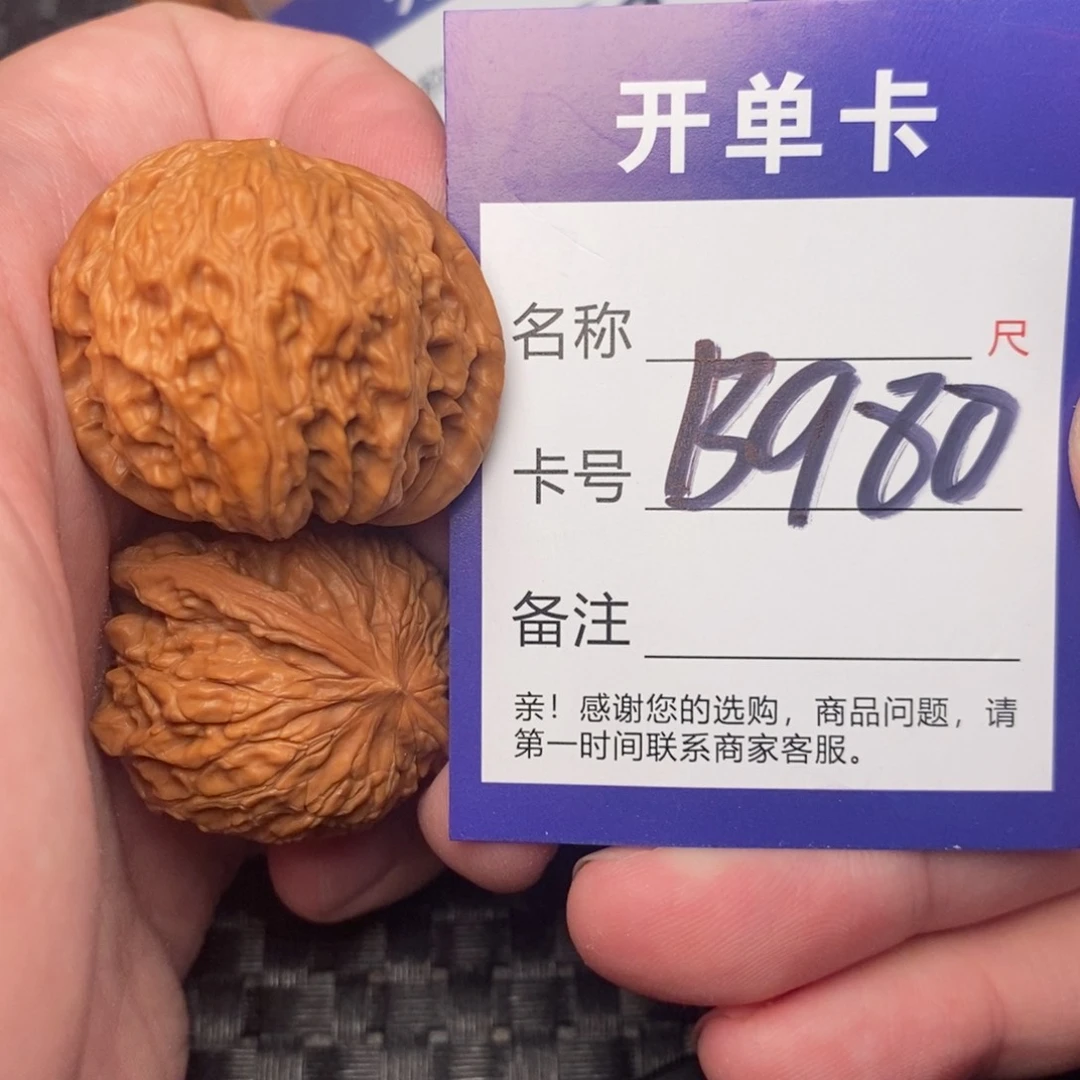 开单卡
名称 尺
卡号 B980
备注
亲！感谢您的选购，商品问题，请
第一时间联系商家客服。